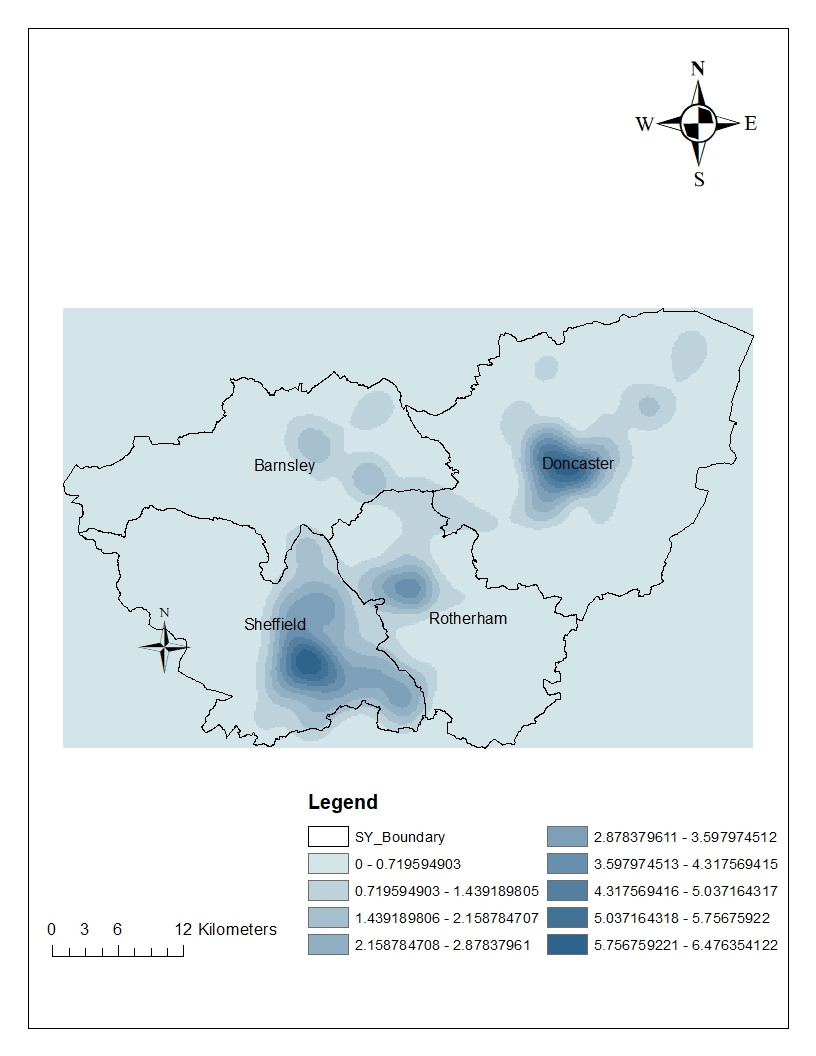 N
W E
S
Doncaster
Barnsley
N
Sheffield
Rotherham
Legend
SY_Boundary
0 - 0.719594903
0.719594903 - 1.439189805
1.439189806 - 2.158784707
2.158784708 - 2.87837961
2.878379611 - 3.597974512
3.597974513 - 4.317569415
4.317569416 - 5.037164317
5.037164318 - 5.75675922
5.756759221 - 6.476354122
0 3 6 12 Kilometers